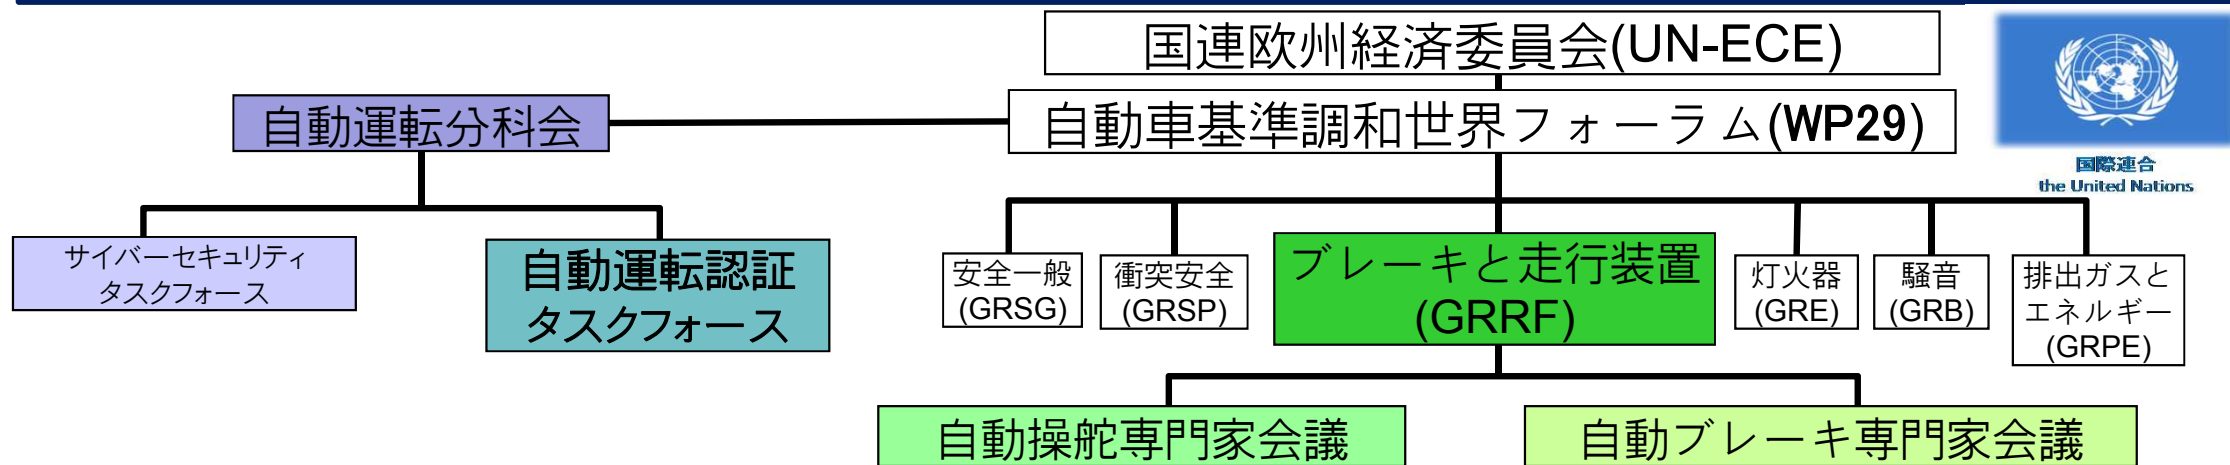 国連欧州経済委員会(UN-ECE)
自動運転分科会
自動車基準調和世界フォーラム(WP29)
国際連合
the United Nations
サイバーセキュリティ
タスクフォース
自動運転認証
タスクフォース
安全一般
(GRSG)
衝突安全
(GRSP)
ブレーキと走行装置
(GRRF)
灯火器
(GRE)
騒音
(GRB)
排出ガスと
エネルギー
(GRPE)
自動操舵専門家会議
自動ブレーキ専門家会議